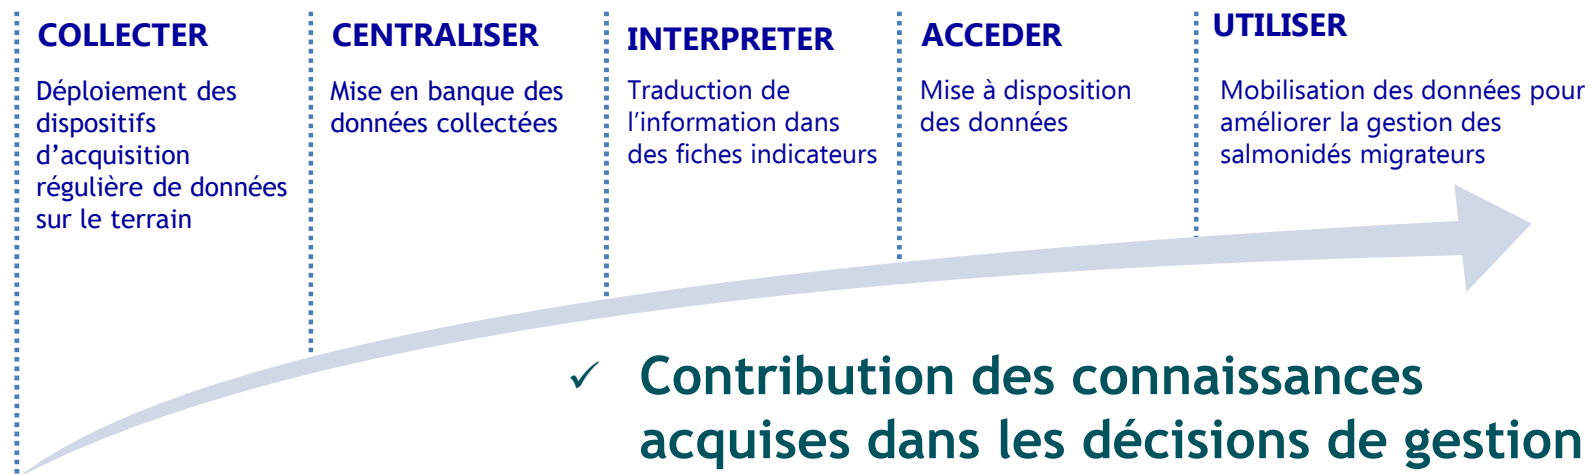 COLLECTER
Déploiement des
dispositifs
d’acquisition
régulière de données
sur le terrain
CENTRALISER
Mise en banque des
données collectées
INTERPRETER
Traduction de
l’information dans
des fiches indicateurs
ACCEDER
Mise à disposition
des données
UTILISER
Mobilisation des données pour
améliorer la gestion des
salmonidés migrateurs
✓ Contribution des connaissances
acquises dans les décisions de gestion